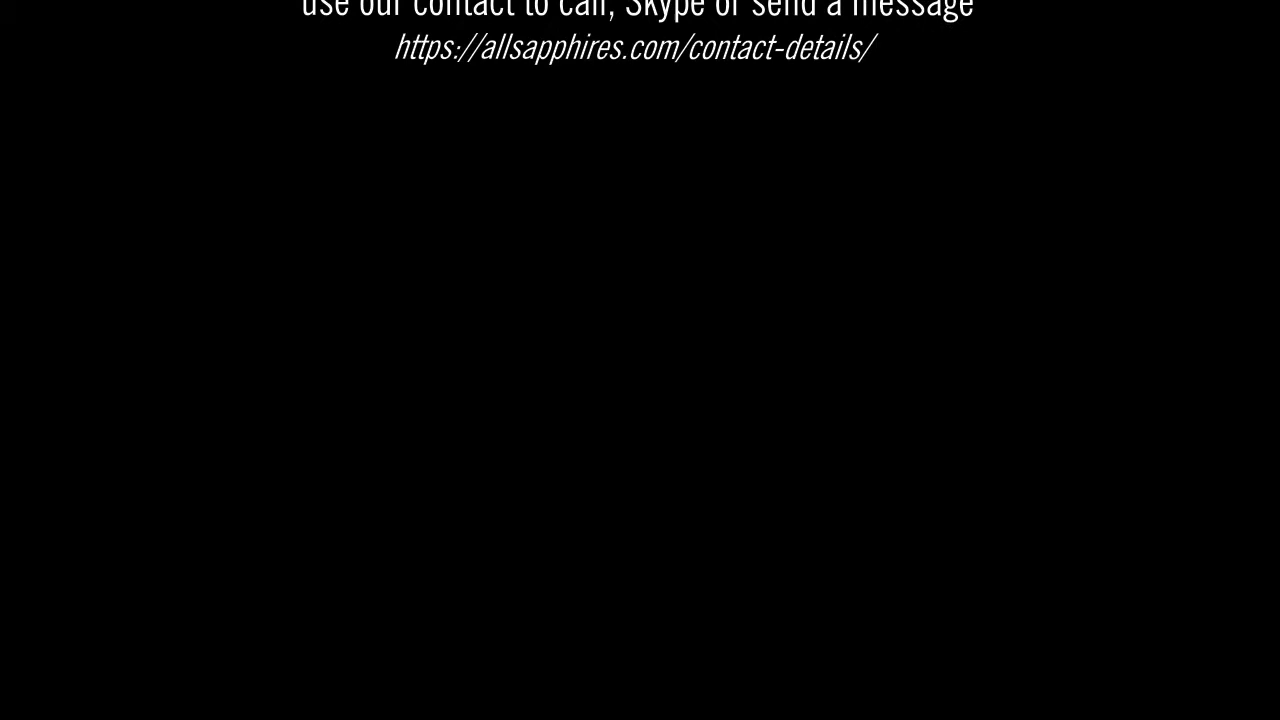 use our contact to call, Skype or send a message
https://allsapphires.com/contact-details/